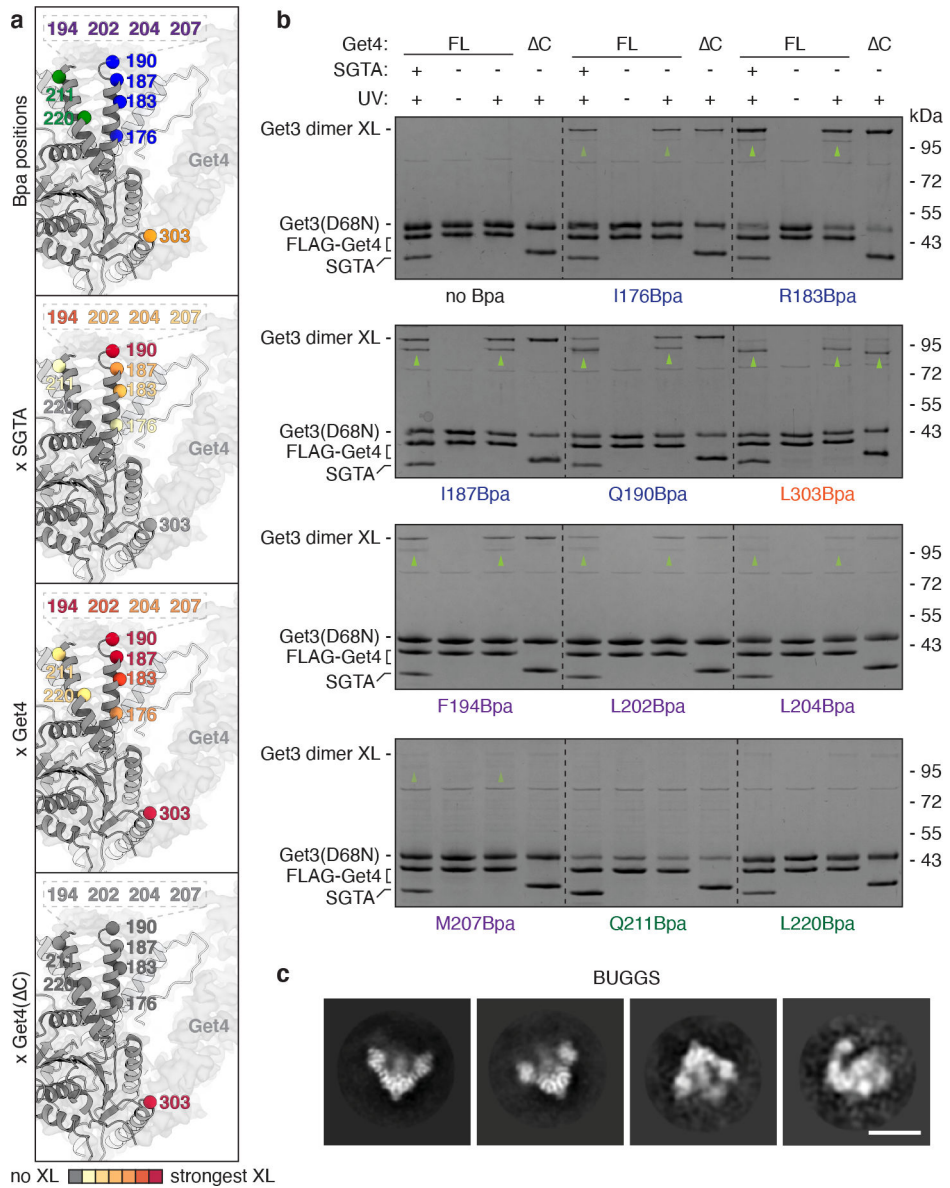 a
194 202 204 207
190
187
183
211
220
176
Get4
303
Bpa positions
194 202 204 207
190
187
183
211
220
176
Get4
303
x SGTA
194 202 204 207
190
187
183
211
220
176
Get4
303
x Get4
194 202 204 207
190
187
183
211
220
176
Get4
303
x Get4(ΔC)
no XL strongest XL
b
Get4: FL ΔC FL ΔC FL ΔC
SGTA: + - - + - - + - -
UV: + - + + + - + + + - + +
kDa
Get3 dimer XL -
- 95
- 72
- 55
Get3(D68N) -
- 43
FLAG-Get4 [
SGTA
no Bpa I176Bpa R183Bpa
Get3 dimer XL -
- 95
- 72
- 55
Get3(D68N) -
- 43
FLAG-Get4 [
SGTA
I187Bpa Q190Bpa L303Bpa
Get3 dimer XL -
- 95
- 72
- 55
Get3(D68N) -
- 43
FLAG-Get4 [
SGTA
F194Bpa L202Bpa L204Bpa
Get3 dimer XL -
- 95
- 72
- 55
Get3(D68N) -
- 43
FLAG-Get4 [
SGTA
M207Bpa Q211Bpa L220Bpa
c
BUGGS